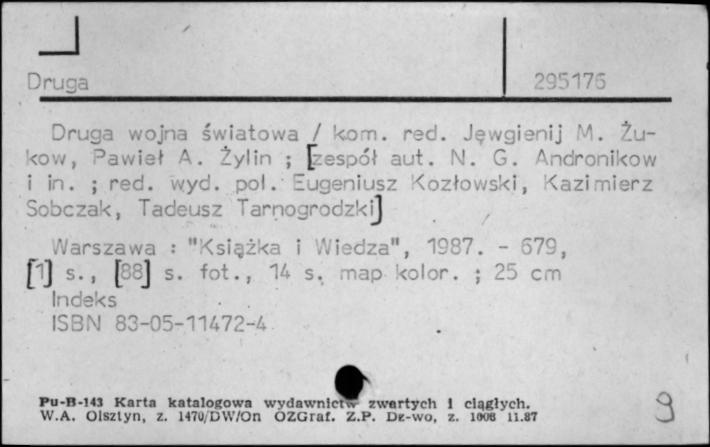 Druga 295175
Druga wojna światowa / kom. red. Jewgienij M. Żu-
kow, Pawieł A. Żylin ; [zespół aut. N. G. Andronikow
i in. ; red. wyd. pol. Eugeniusz Kozłowski, Kazimierz
Sobczak, Tadeusz Tarnogrodzki]
Warszawa : "Książka i Wiedza", 1987. - 679,
[1] s., [88] s. fot., 14 s. map kolor. ; 25 cm
Indeks
ISBN 83-05-11472-4
Pu-B-143 Karta katalogowa wydawnictw zwartych i ciągłych.
W.A. Olsztyn, z. 1470/DW/On OZGraf. Z.P. Dz-wo, z. 1008 11.87
9